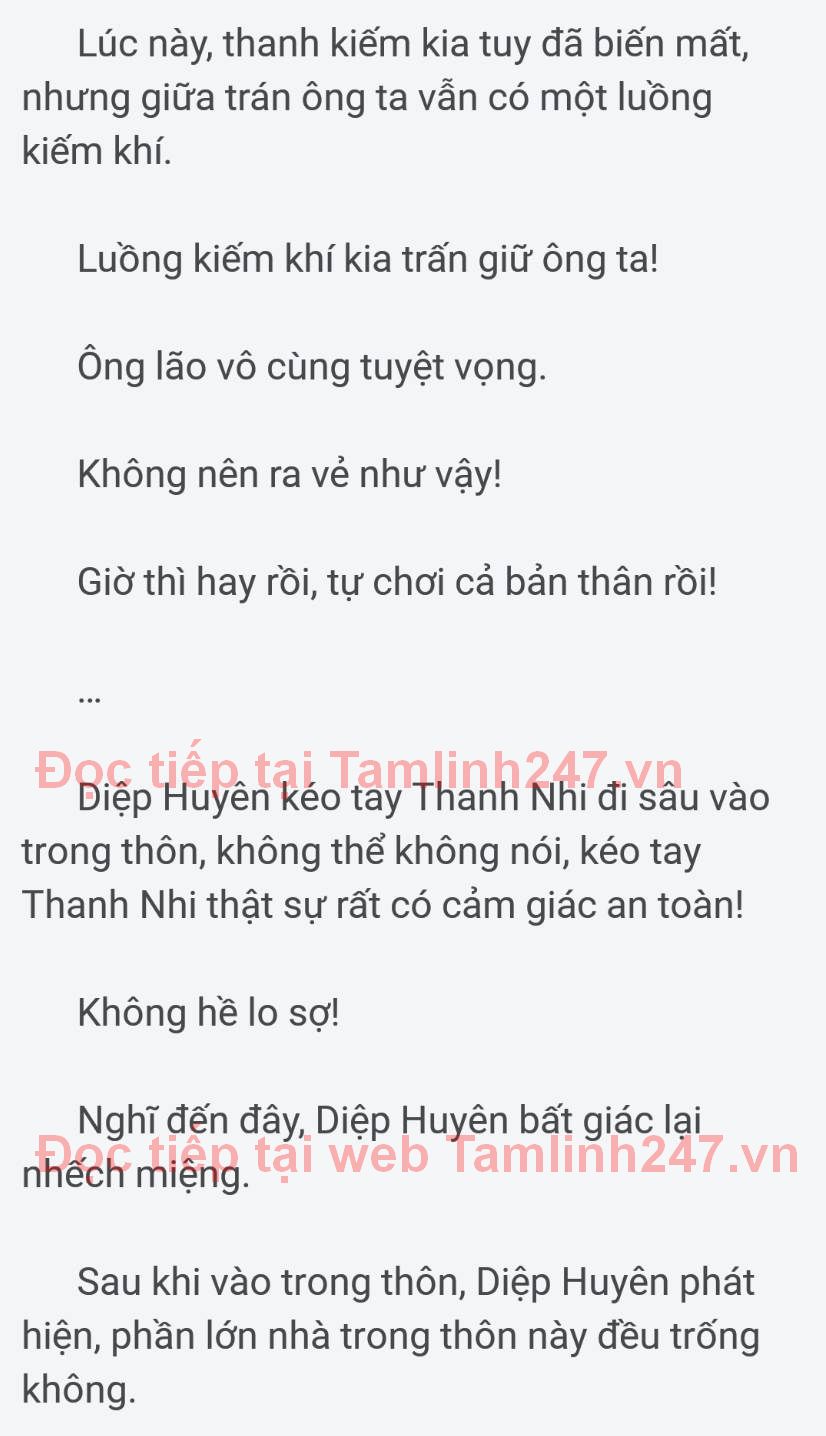 Lúc này, thanh kiếm kia tuy đã biến mất,
nhưng giữa trán ông ta vẫn có một luồng
kiếm khí.
Luồng kiếm khí kia trấn giữ ông ta!
Ông lão vô cùng tuyệt vọng.
Không nên ra vẻ như vậy!
Giờ thì hay rồi, tự chơi cả bản thân rồi!
...
Đọc tiếp tại Tamlinh247.vn
Diệp Huyên kéo tay Thanh Nhi đi sâu vào
trong thôn, không thể không nói, kéo tay
Thanh Nhi thật sự rất có cảm giác an toàn!
Không hề lo sợ!
Nghĩ đến đây, Diệp Huyên bất giác lại
Đọc tiếp tại web Tamlinh247.vn
nhếch miệng.
Sau khi vào trong thôn, Diệp Huyên phát
hiện, phần lớn nhà trong thôn này đều trống
không.